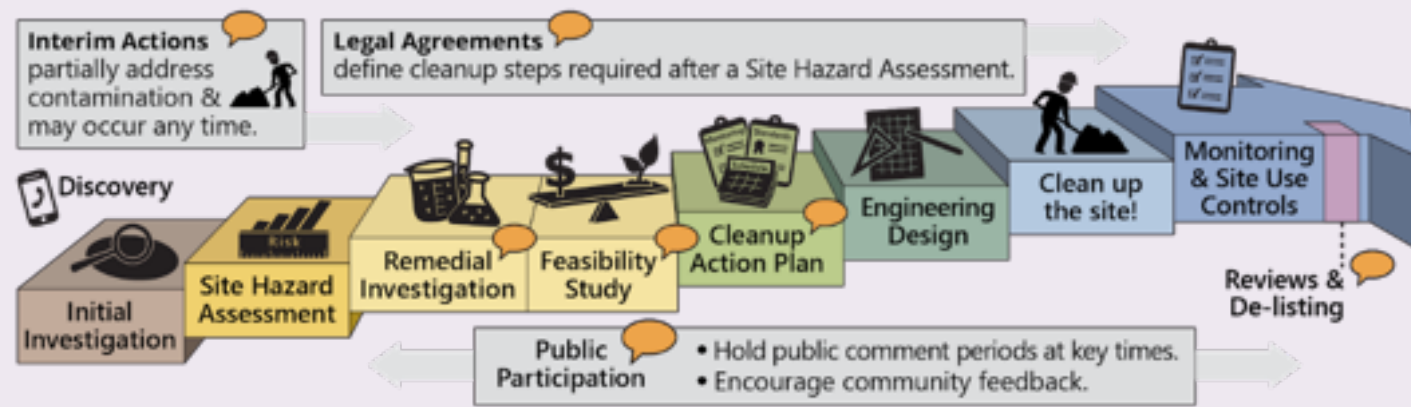 Interim Actions
partially address
contamination &
may occur any time.
Legal Agreements
define cleanup steps required after a Site Hazard Assessment.
Discovery
Initial
Investigation
Risk
Site Hazard
Assessment
Remedial
Investigation
$
Feasibility
Study
Cleanup
Action Plan
Engineering
Design
Clean up
the site!
Monitoring
& Site Use
Controls
Reviews &
De-listing
Public
Participation
• Hold public comment periods at key times.
• Encourage community feedback.